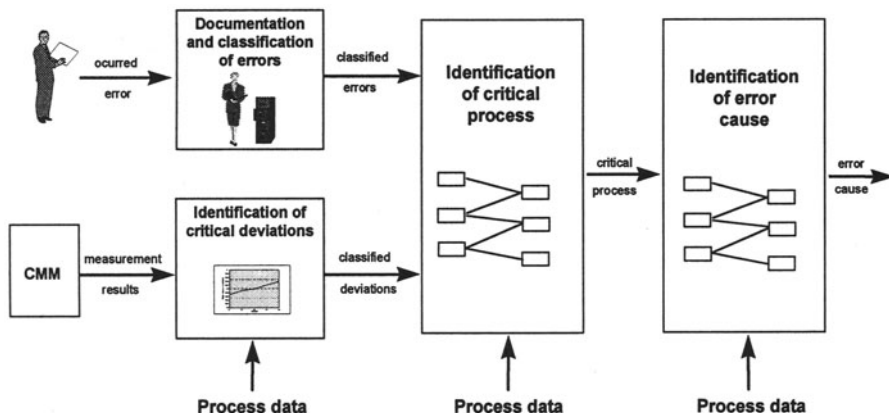 ocurred
error
Documentation
and classification
of errors
classified
errors
Identification
of critical
process
critical
process
Identification
of error
cause
error
cause
CMM
measurement
results
Identification of
critical deviations
classified
deviations
Process data
Process data
Process data